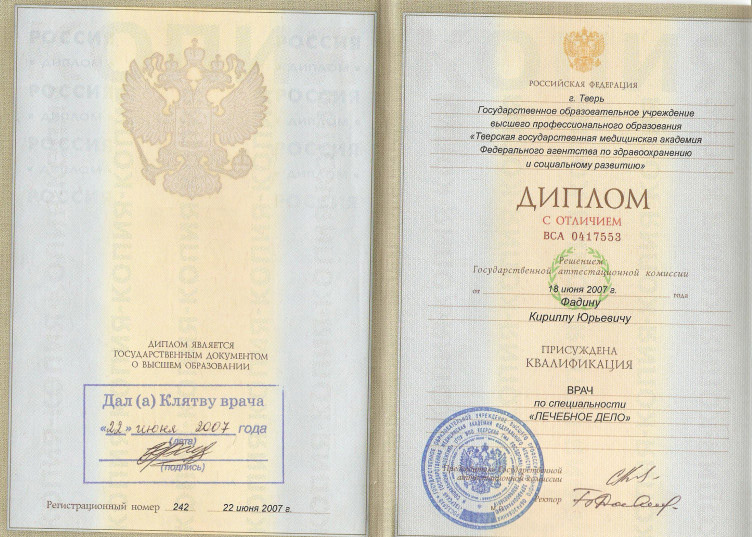 ДИПЛОМ ЯВЛЯЕТСЯ
ГОСУДАРСТВЕННЫМ ДОКУМЕНТОМ
О ВЫСШЕМ ОБРАЗОВАНИИ
Дал (а) Клятву врача
«22» июня 2007 года
(дата)
(подпись)
Регистрационный номер 242 22 июня 2007 г.
РОССИЙСКАЯ ФЕДЕРАЦИЯ
г. Тверь
Государственное образовательное учреждение
высшего профессионального образования
«Тверская государственная медицинская академия
Федерального агентства по здравоохранению
и социальному развитию»
ДИПЛОМ
С ОТЛИЧИЕМ
ВСА 0417553
Решением
Государственной аттестационной комиссии
от 18 июня 2007 г. года
Фадину
Кириллу Юрьевичу
ПРИСУЖДЕНА
КВАЛИФИКАЦИЯ
ВРАЧ
по специальности
«ЛЕЧЕБНОЕ ДЕЛО»
Председатель Государственной
аттестационной комиссии
Ректор